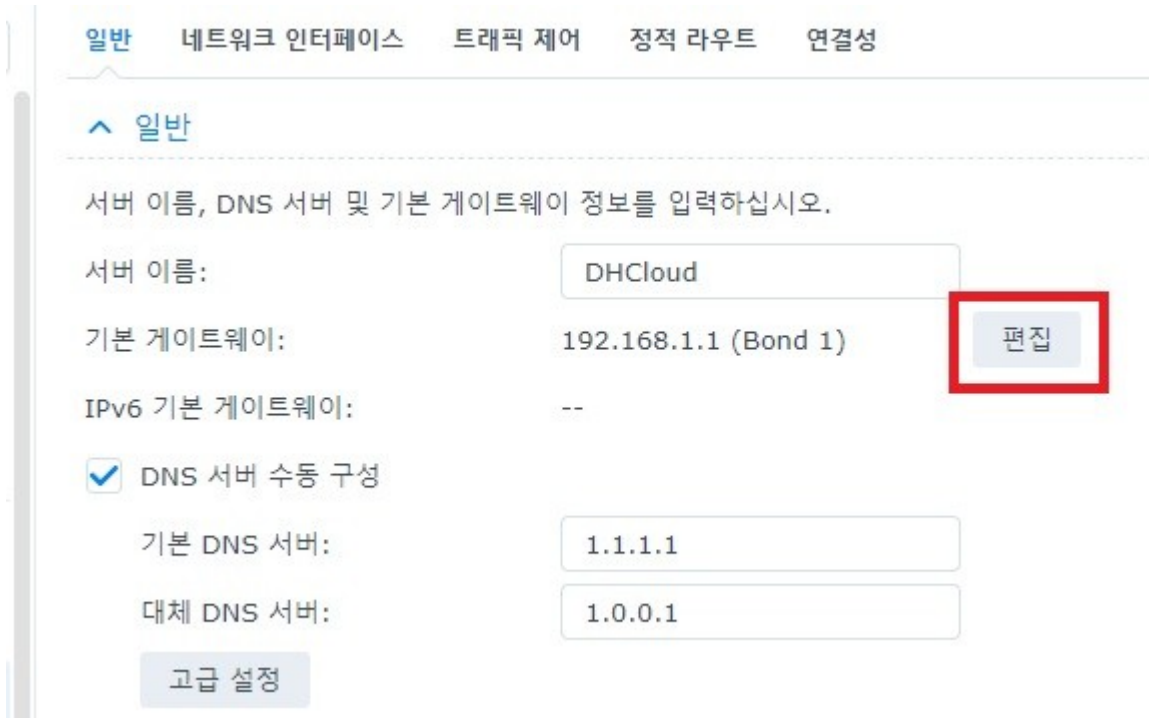 일반 네트워크 인터페이스 트래픽 제어 정적 라우트 연결성
일반
서버 이름, DNS 서버 및 기본 게이트웨이 정보를 입력하십시오.
서버 이름: DHCloud
기본 게이트웨이: 192.168.1.1 (Bond 1) 편집
IPv6 기본 게이트웨이: --
DNS 서버 수동 구성
기본 DNS 서버: 1.1.1.1
대체 DNS 서버: 1.0.0.1
고급 설정